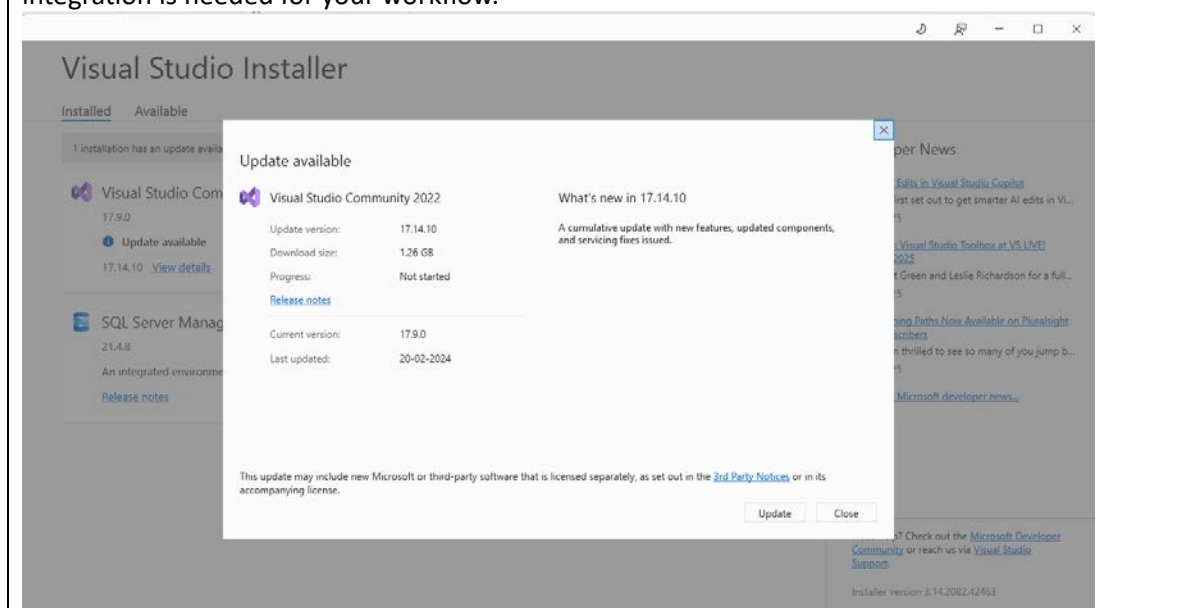 integration is needed for your workflow.
Visual Studio Installer
Installed Available
1 installation has an update availa
Visual Studio Com
17.9.0
Update available
17.14.10 View details
SQL Server Manag
21.4.8
An integrated environme
Release notes
Update available
Visual Studio Community 2022
Update version: 17.14.10
Download size: 1.26 GB
Progress: Not started
Release notes
Current version: 17.9.0
Last updated: 20-02-2024
What's new in 17.14.10
A cumulative update with new features, updated components,
and servicing fixes issued.
This update may include new Microsoft or third-party software that is licensed separately, as set out in the 3rd Party Notices or in its
accompanying license.
Update Close
per News
Edits in Visual Studio Copilot
irst set out to get smarter AI edits in Vi...
Visual Studio Toolbox at VS LIVE!
2025
t Green and Leslie Richardson for a full...
ning Paths Now Available on Pluralsight
scribers
n thrilled to see so many of you jump b...
Microsoft developer news...
p? Check out the Microsoft Developer
Community or reach us via Visual Studio
Support.
Installer version 3.14.2082.42463